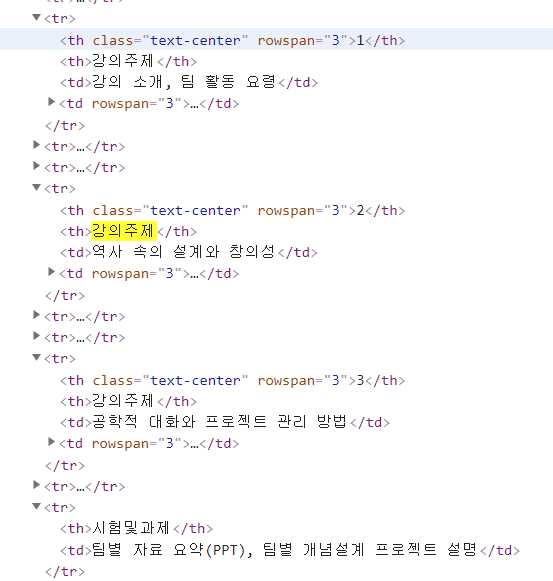 ▶<tr>…</tr>
▼<tr>
<th class="text-center" rowspan="3">1</th>
<th>강의주제</th>
<td>강의 소개, 팀 활동 요령</td>
▶<td rowspan="3">…</td>
</tr>
▶<tr>…</tr>
▶<tr>…</tr>
▼<tr>
<th class="text-center" rowspan="3">2</th>
<th>강의주제</th>
<td>역사 속의 설계와 창의성</td>
▶<td rowspan="3">…</td>
</tr>
▶<tr>…</tr>
▶<tr>…</tr>
▼<tr>
<th class="text-center" rowspan="3">3</th>
<th>강의주제</th>
<td>공학적 대화와 프로젝트 관리 방법</td>
▶<td rowspan="3">…</td>
</tr>
▶<tr>…</tr>
▼<tr>
<th>시험및과제</th>
<td>팀별 자료 요약(PPT), 팀별 개념설계 프로젝트 설명</td>
</tr>